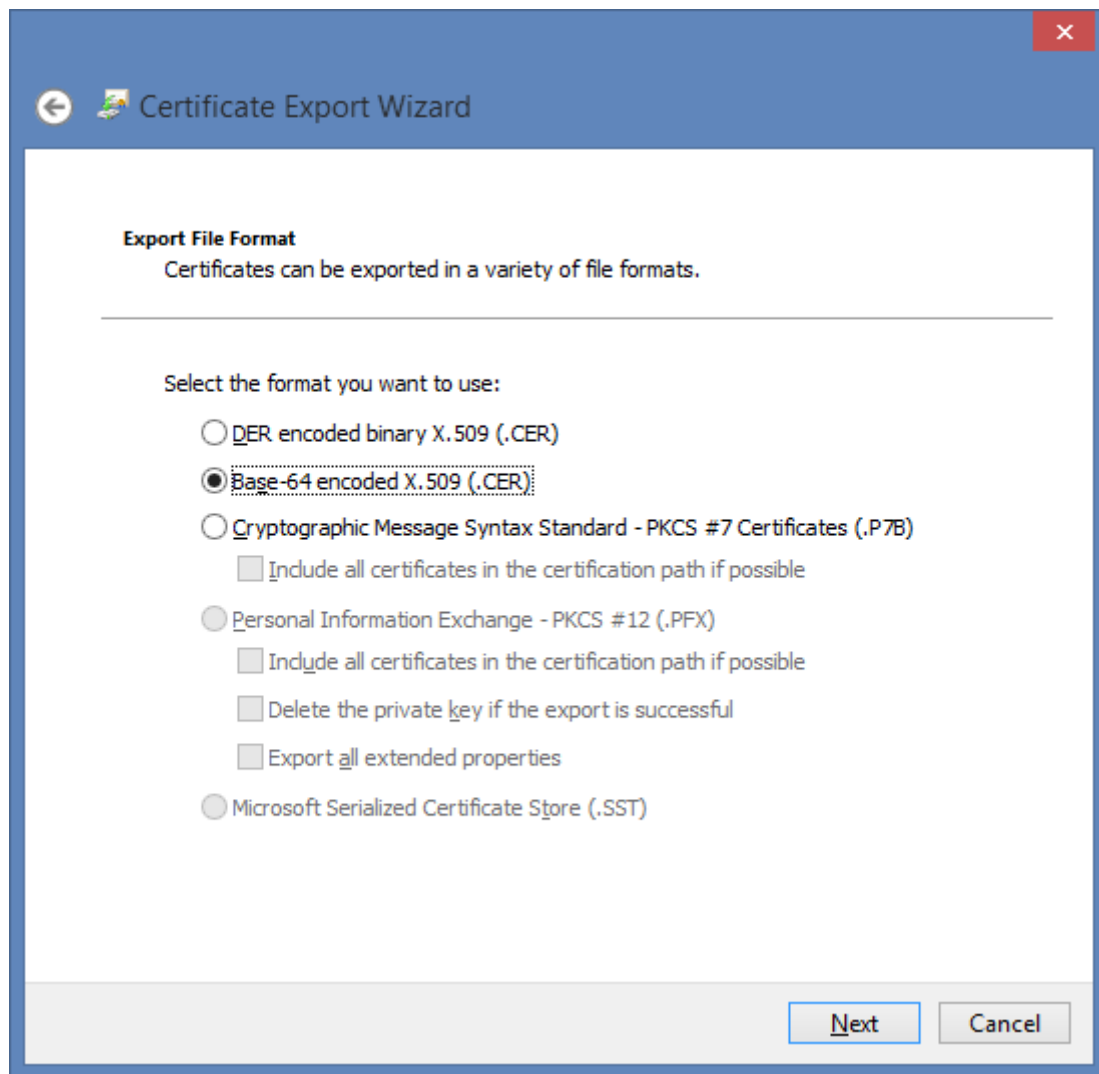 Certificate Export Wizard
Export File Format
Certificates can be exported in a variety of file formats.
Select the format you want to use:
DER encoded binary X.509 (.CER)
Base-64 encoded X.509 (.CER)
Cryptographic Message Syntax Standard - PKCS #7 Certificates (.P7B)
Include all certificates in the certification path if possible
Personal Information Exchange - PKCS #12 (.PFX)
Include all certificates in the certification path if possible
Delete the private key if the export is successful
Export all extended properties
Microsoft Serialized Certificate Store (.SST)
Next Cancel